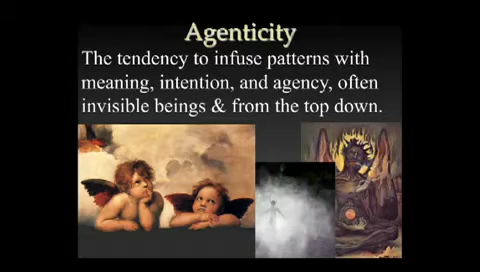 Agenticity
The tendency to infuse patterns with
meaning, intention, and agency, often
invisible beings & from the top down.